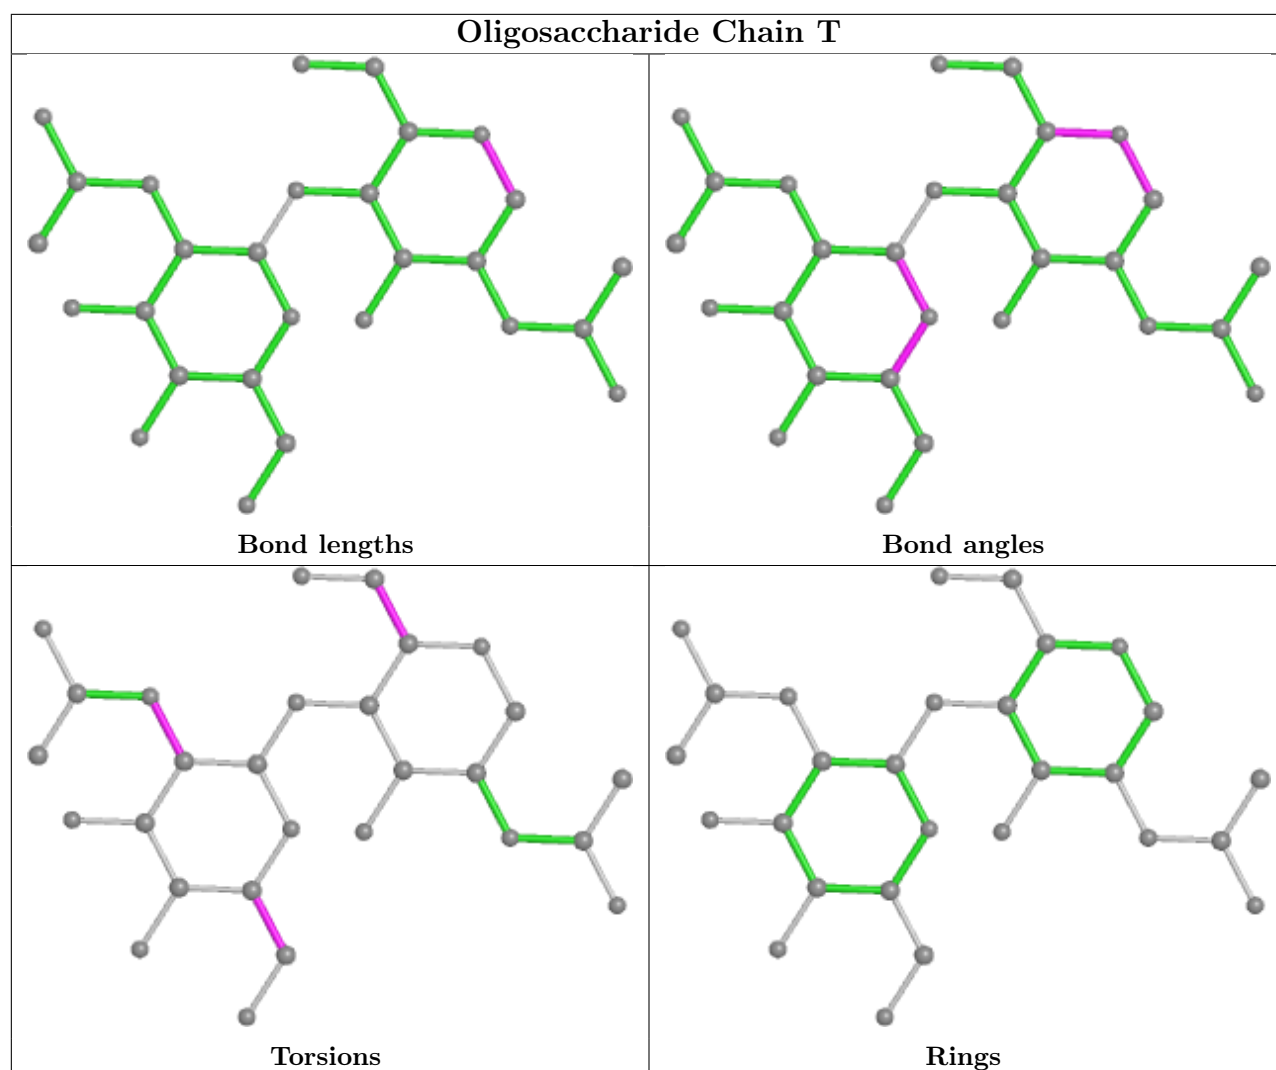 Oligosaccharide Chain T
Bond lengths
Bond angles
Torsions
Rings